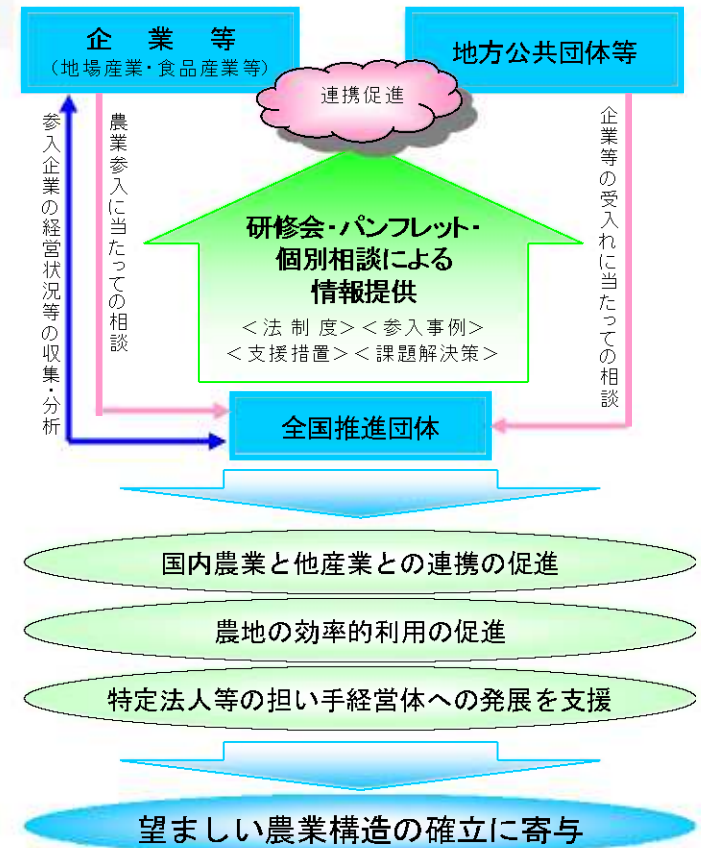 企業等
（地場産業・食品産業等）
地方公共団体等
連携促進
参入企業の経営状況等の収集・分析
農業参入に当たっての相談
企業等の受入れに当たっての相談
研修会・パンフレット・
個別相談による
情報提供
＜法制度＞＜参入事例＞
＜支援措置＞＜課題解決策＞
全国推進団体
国内農業と他産業との連携の促進
農地の効率的利用の促進
特定法人等の担い手経営体への発展を支援
望ましい農業構造の確立に寄与